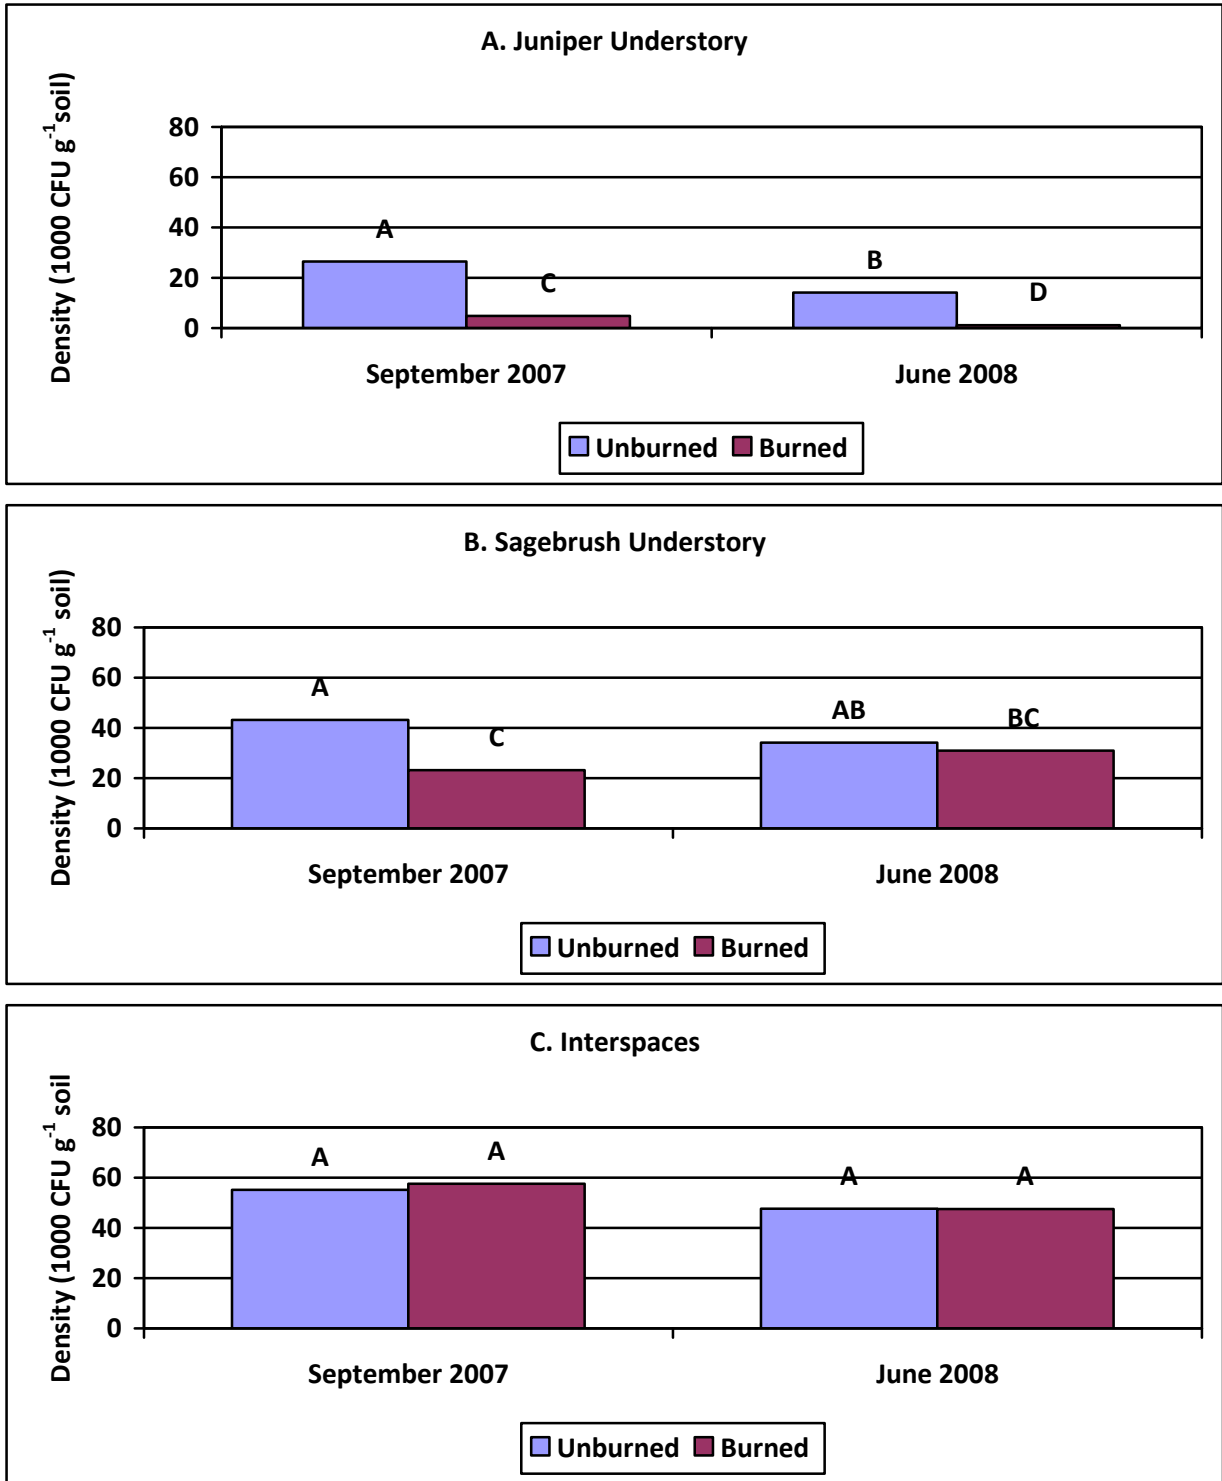 A. Juniper Understory
Density (1000 CFU g⁻¹soil)
80
60
40
20
0
A
C
B
D
September 2007
June 2008
Unburned Burned
B. Sagebrush Understory
Density (1000 CFU g⁻¹ soil)
80
60
40
20
0
A
C
AB
BC
September 2007
June 2008
Unburned Burned
C. Interspaces
Density (1000 CFU g⁻¹ soil
80
60
40
20
0
A
A
A
A
September 2007
June 2008
Unburned Burned